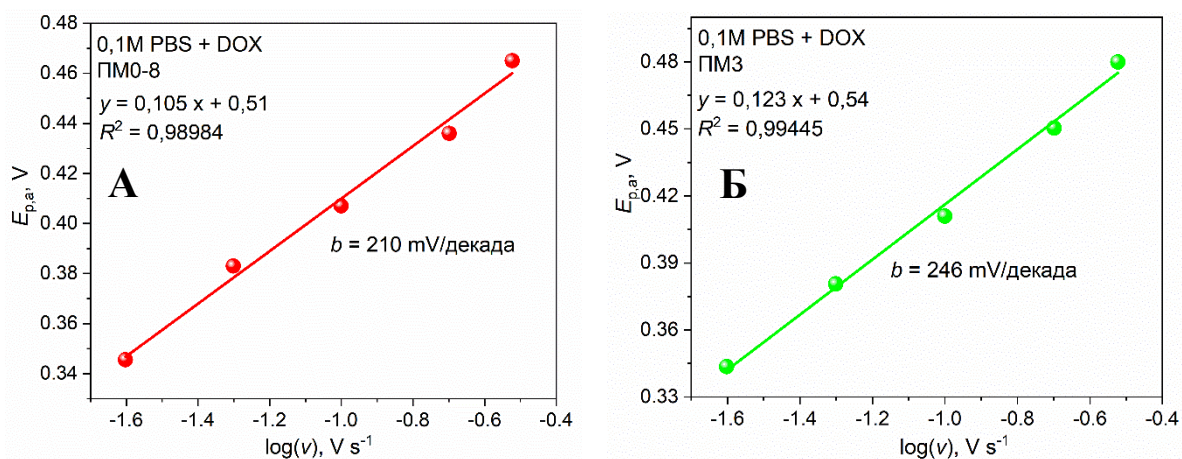 0,1M PBS + DOX
ПМ0-8
y = 0,105 x + 0,51
R² = 0,98984
А
b = 210 mV/декада
E p,a, V
0.48
0.46
0.44
0.42
0.40
0.38
0.36
0.34
-1.6 -1.4 -1.2 -1.0 -0.8 -0.6 -0.4
log(v), V s⁻¹
0,1M PBS + DOX
ПМ3
y = 0,123 x + 0,54
R² = 0,99445
Б
b = 246 mV/декада
E p,a, V
0.48
0.45
0.42
0.39
0.36
0.33
-1.6 -1.4 -1.2 -1.0 -0.8 -0.6 -0.4
log(v), V s⁻¹